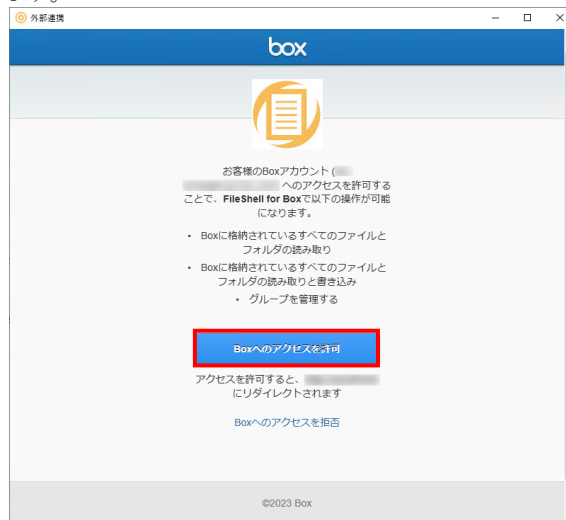 外部連携
box
お客様のBoxアカウント (
へのアクセスを許可する
ことで、FileShell for Boxで以下の操作が可能
になります。
・ Boxに格納されているすべてのファイルと
フォルダの読み取り
・ Boxに格納されているすべてのファイルと
フォルダの読み取りと書き込み
・ グループを管理する
Boxへのアクセスを許可
アクセスを許可すると、
にリダイレクトされます
Boxへのアクセスを拒否
©2023 Box